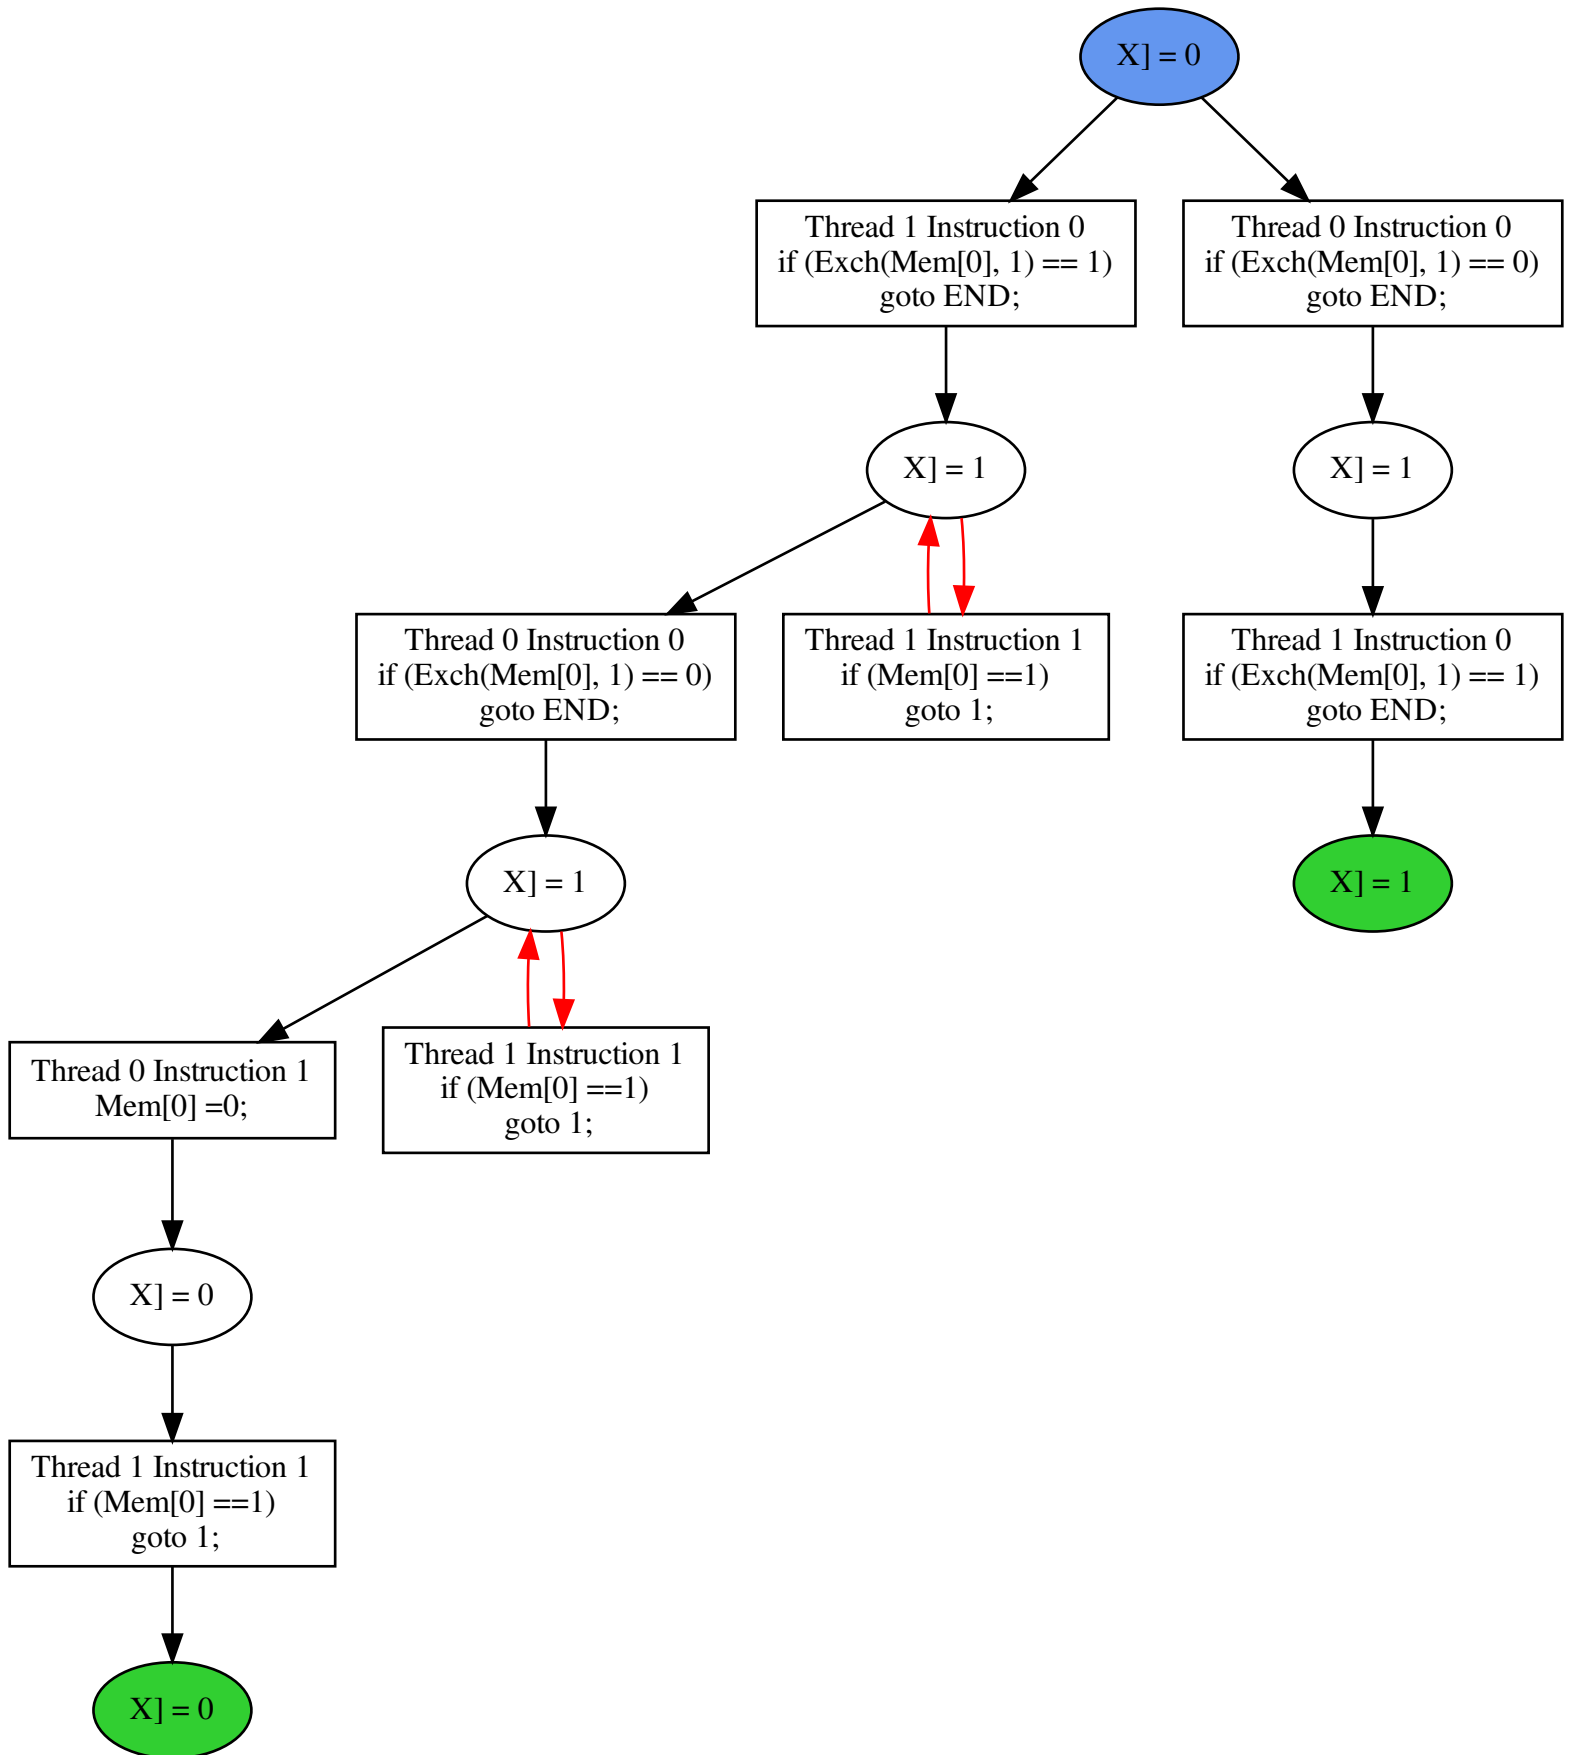 X] = 0
Thread 1 Instruction 0
if (Exch(Mem[0], 1) == 1)
goto END;
Thread 0 Instruction 0
if (Exch(Mem[0], 1) == 0)
goto END;
X] = 1
X] = 1
Thread 0 Instruction 0
if (Exch(Mem[0], 1) == 0)
goto END;
Thread 1 Instruction 1
if (Mem[0] ==1)
goto 1;
Thread 1 Instruction 0
if (Exch(Mem[0], 1) == 1)
goto END;
X] = 1
X] = 1
Thread 0 Instruction 1
Mem[0] =0;
Thread 1 Instruction 1
if (Mem[0] ==1)
goto 1;
X] = 0
Thread 1 Instruction 1
if (Mem[0] ==1)
goto 1;
X] = 0